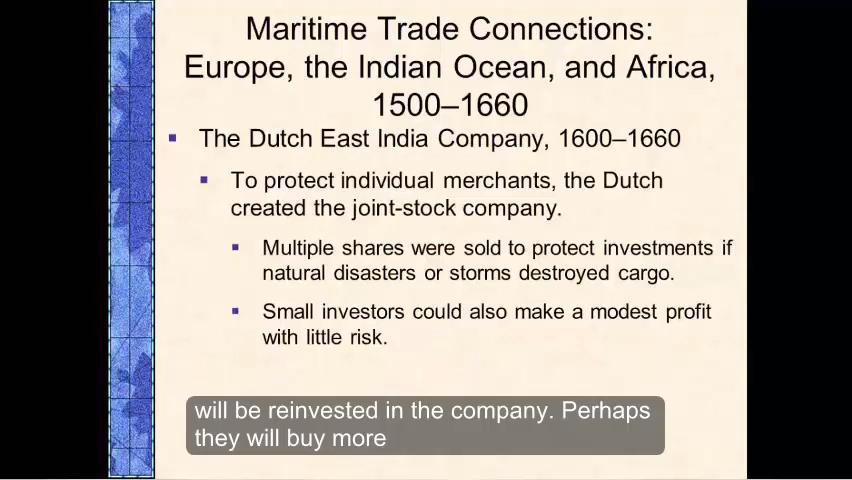 Maritime Trade Connections:
Europe, the Indian Ocean, and Africa,
1500–1660
▪ The Dutch East India Company, 1600–1660
▪ To protect individual merchants, the Dutch
created the joint-stock company.
▪ Multiple shares were sold to protect investments if
natural disasters or storms destroyed cargo.
▪ Small investors could also make a modest profit
with little risk.
will be reinvested in the company. Perhaps
they will buy more